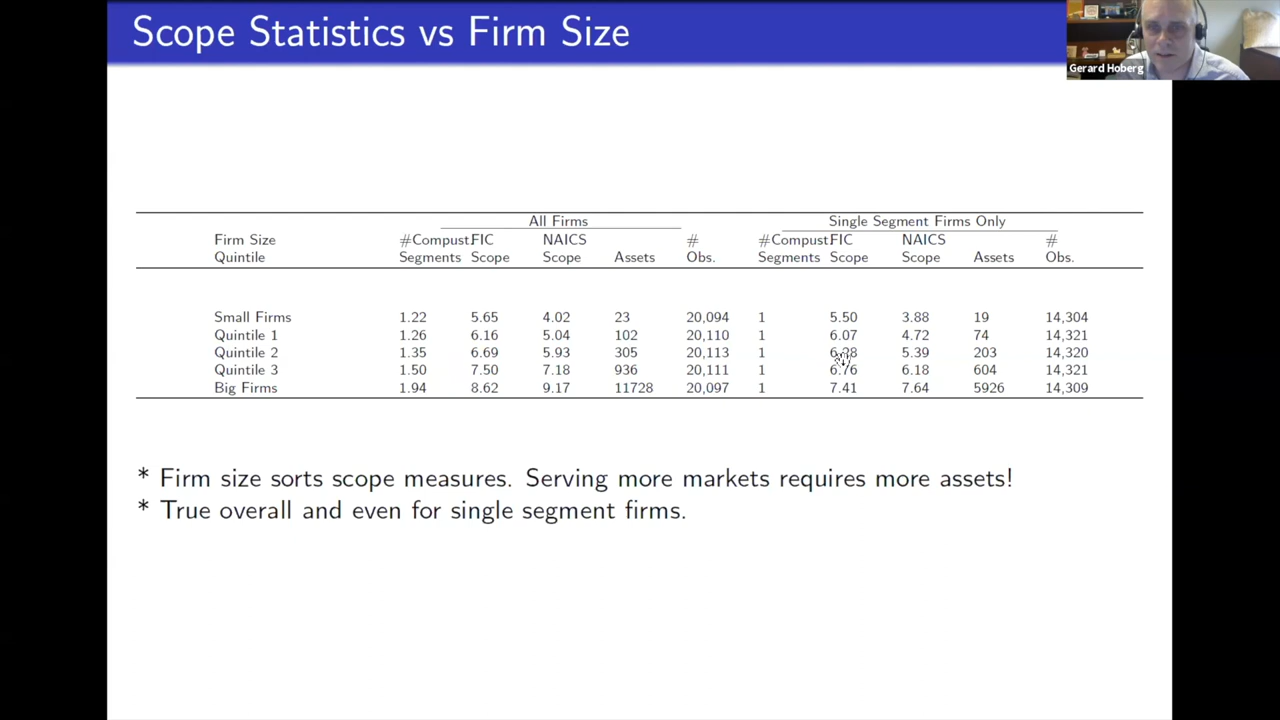 Scope Statistics vs Firm Size
Gerard Hoberg
All Firms Single Segment Firms Only
Firm Size #Compust FIC NAICS # #Compust FIC NAICS #
Quintile Segments Scope Scope Assets Obs. Segments Scope Scope Assets Obs.
Small Firms 1.22 5.65 4.02 23 20,094 1 5.50 3.88 19 14,304
Quintile 1 1.26 6.16 5.04 102 20,110 1 6.07 4.72 74 14,321
Quintile 2 1.35 6.69 5.93 305 20,113 1 5.39 203 14,320
Quintile 3 1.50 7.50 7.18 936 20,111 1 6.76 6.18 604 14,321
Big Firms 1.94 8.62 9.17 11728 20,097 1 7.41 7.64 5926 14,309
* Firm size sorts scope measures. Serving more markets requires more assets!
* True overall and even for single segment firms.